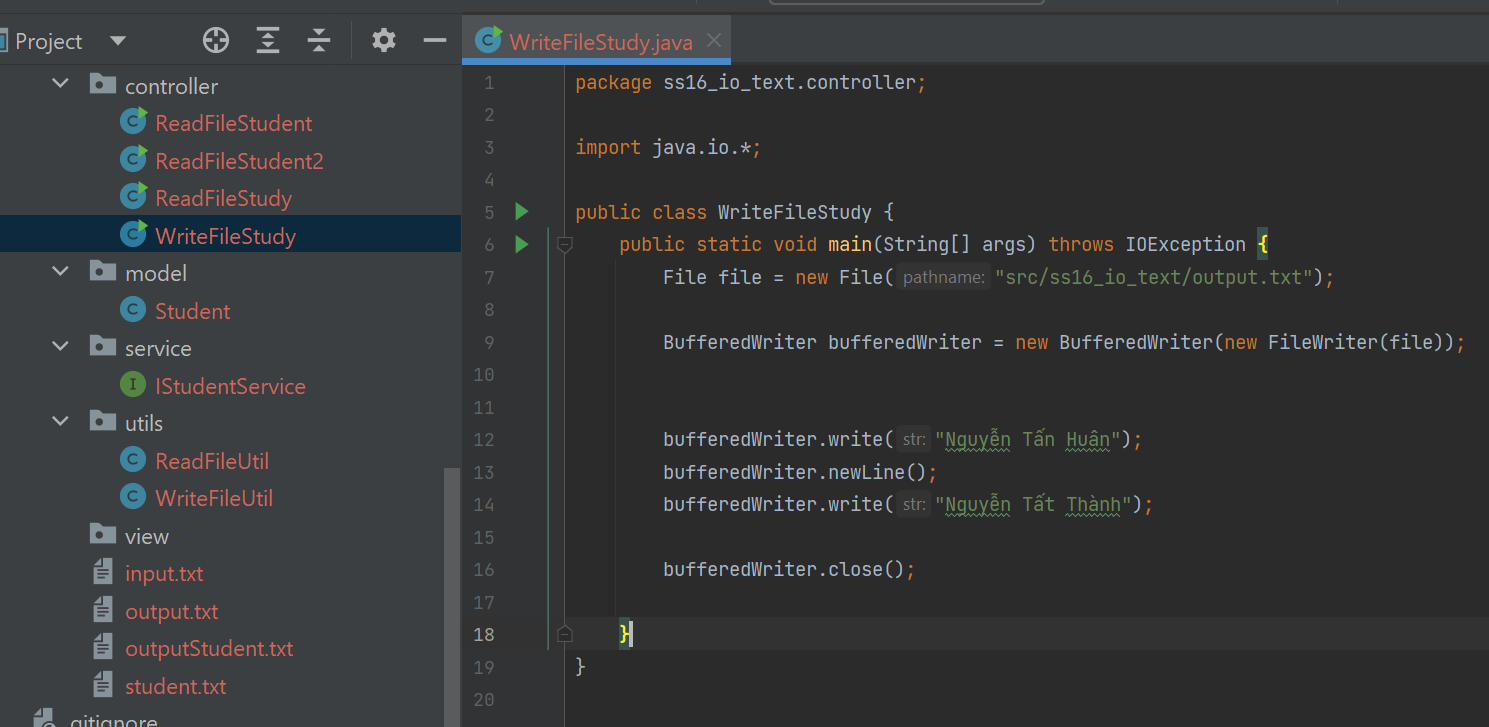 Project
controller
ReadFileStudent
ReadFileStudent2
ReadFileStudy
WriteFileStudy
model
Student
service
IStudentService
utils
ReadFileUtil
WriteFileUtil
view
input.txt
output.txt
outputStudent.txt
student.txt
.gitignore
WriteFileStudy.java
1 package ss16_io_text.controller;
2
3 import java.io.*;
4
5 public class WriteFileStudy {
6 public static void main(String[] args) throws IOException {
7 File file = new File( pathname: "src/ss16_io_text/output.txt");
8
9 BufferedWriter bufferedWriter = new BufferedWriter(new FileWriter(file));
10
11
12 bufferedWriter.write( str: "Nguyễn Tấn Huân");
13 bufferedWriter.newLine();
14 bufferedWriter.write( str: "Nguyễn Tất Thành");
15
16 bufferedWriter.close();
17
18 }
19 }
20